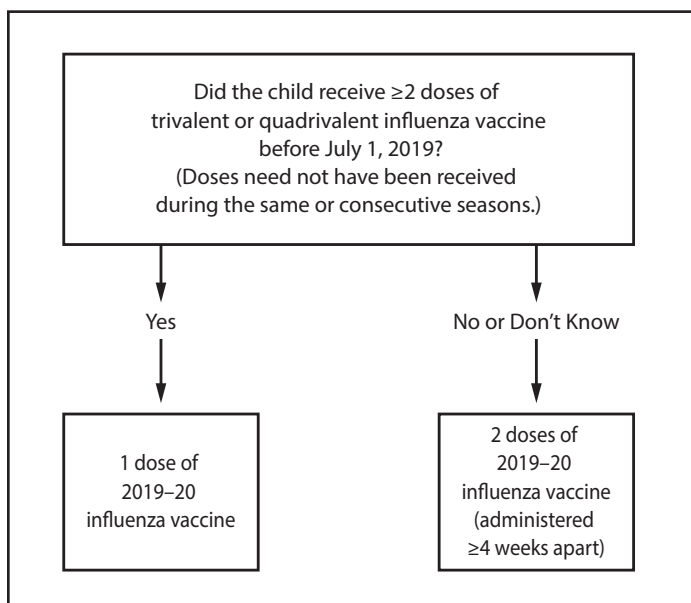 Did the child receive ≥2 doses of
trivalent or quadrivalent influenza vaccine
before July 1, 2019?
(Doses need not have been received
during the same or consecutive seasons.)
Yes
No or Don’t Know
1 dose of
2019–20
influenza vaccine
2 doses of
2019–20
influenza vaccine
(administered
≥4 weeks apart)